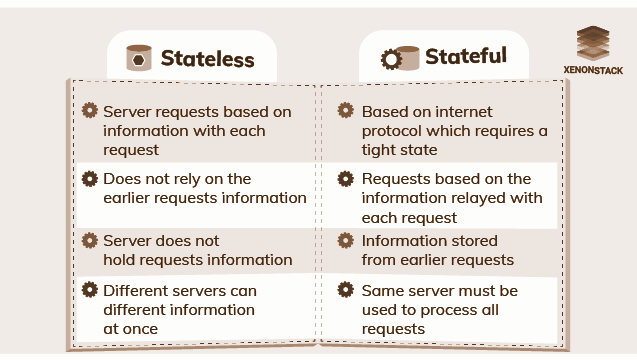 Stateless
Server requests based on
information with each
request
Does not rely on the
earlier requests information
Server does not
hold requests information
Different servers can
different information
at once
Stateful
Based on internet
protocol which requires a
tight state
Requests based on the
information relayed with
each request
Information stored
from earlier requests
Same server must be
used to process all
requests
XENONSTACK